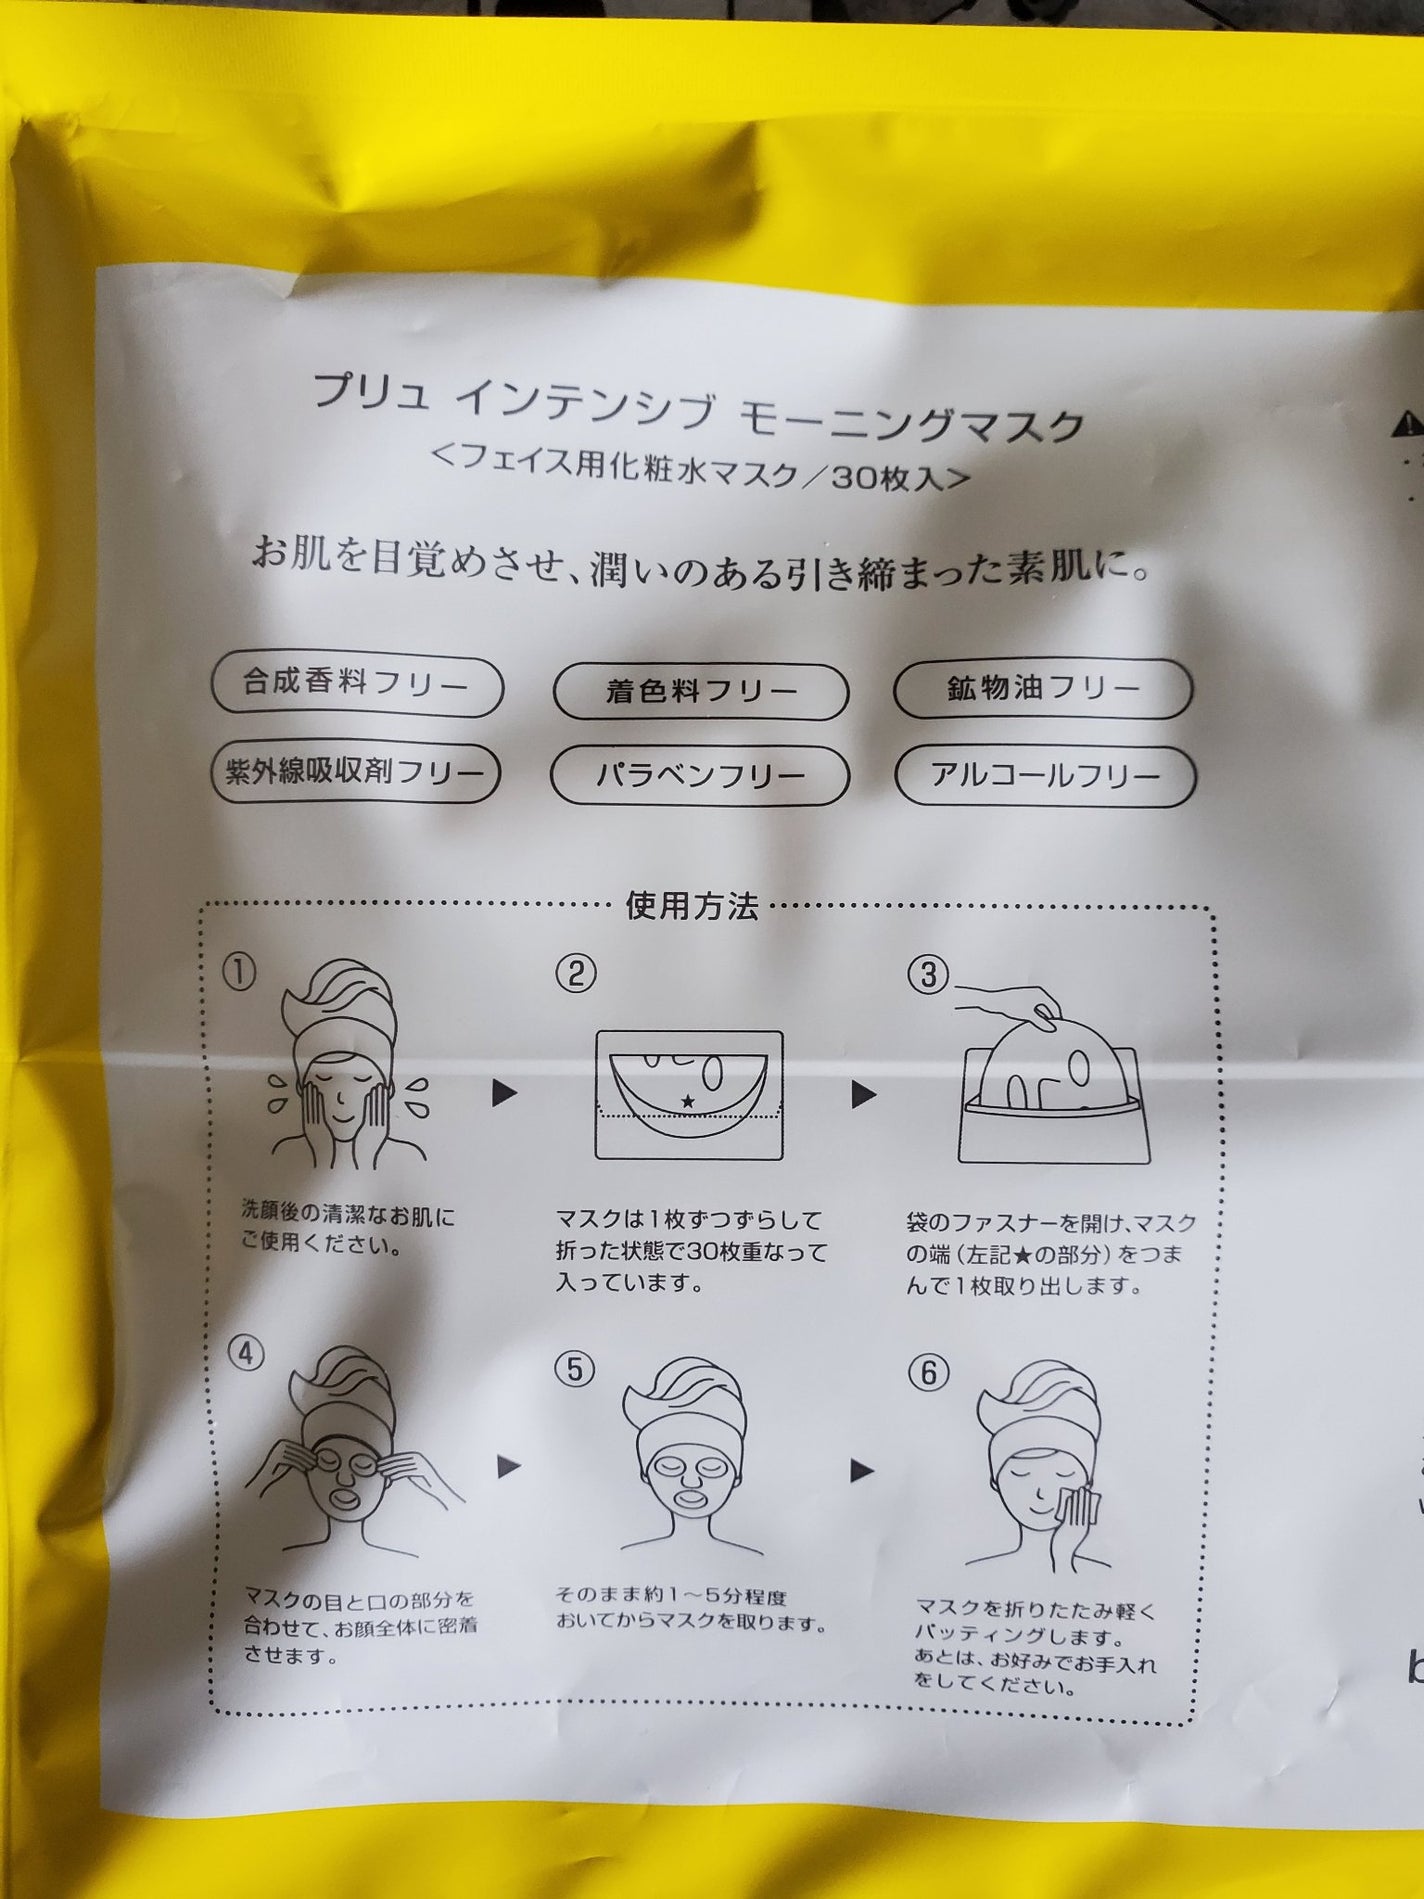 プリュ インテンシブ モーニングマスク
<フェイス用化粧水マスク/30枚入>
お肌を目覚めさせ、潤いのある引き締まった素肌に。
合成香料フリー
着色料フリー
鉱物油フリー
紫外線吸収剤フリー
パラベンフリー
アルコールフリー
使用方法
①
洗顔後の清潔なお肌に
ご使用ください。
②
★
マスクは1枚ずつずらして
折った状態で30枚重なって
入っています。
③
袋のファスナーを開け、マスク
の端(左記★の部分)をつま
んで1枚取り出します。
④
マスクの目と口の部分を
合わせて、お顔全体に密着
させます。
⑤
そのまま約1〜5分程度
おいてからマスクを取ります。
⑥
マスクを折りたたみ軽く
パッティングします。
あとは、お好みでお手入れ
をしてください。